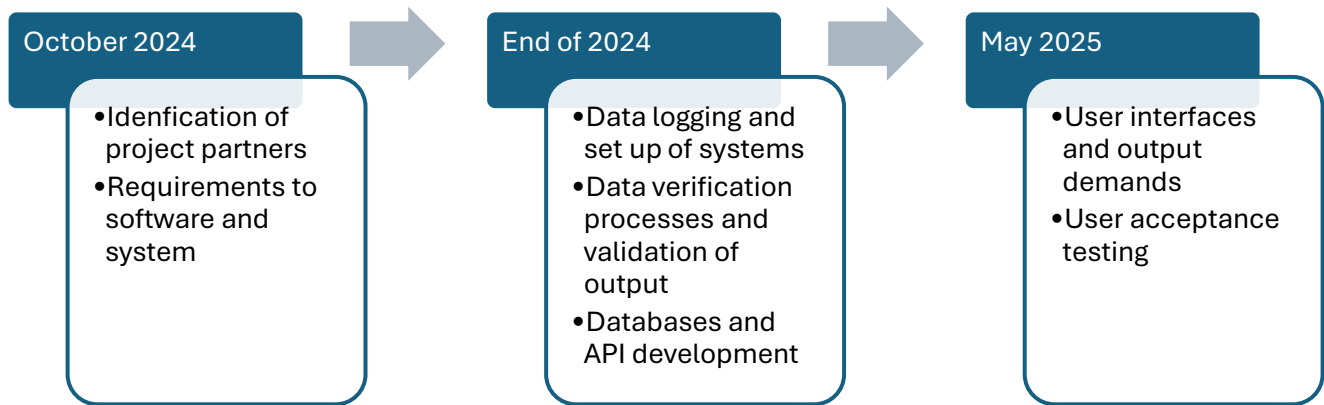 October 2024
•Idenfication of
project partners
•Requirements to
software and
system
End of 2024
•Data logging and
set up of systems
•Data verification
processes and
validation of
output
•Databases and
API development
May 2025
•User interfaces
and output
demands
•User acceptance
testing